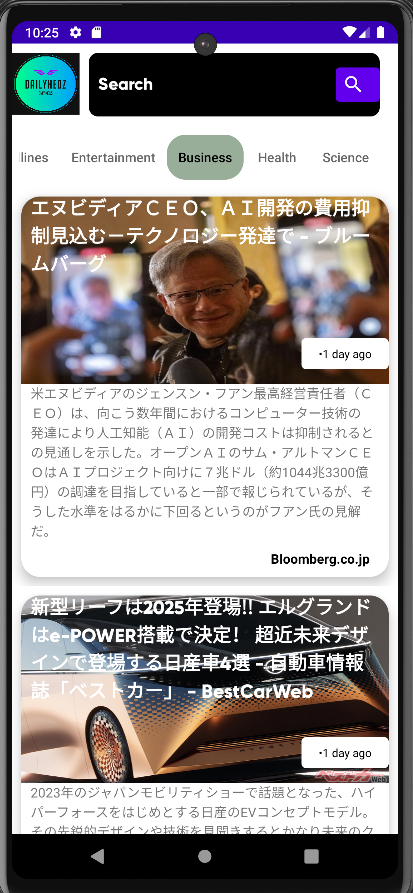 10:25
DAILYHEDZ
Search
llines Entertainment Business Health Science
エヌビディアＣＥＯ、ＡＩ開発の費用抑
制見込む－テクノロジー発達で - ブルー
ムバーグ
•1 day ago
米エヌビディアのジェンスン・フアン最高経営責任者（Ｃ
ＥＯ）は、向こう数年間におけるコンピューター技術の
発達により人工知能（ＡＩ）の開発コストは抑制されると
の見通しを示した。オープンＡＩのサム・アルトマンＣＥ
ＯはＡＩプロジェクト向けに７兆ドル（約1044兆3300億
円）の調達を目指していると一部で報じられているが、そ
うした水準をはるかに下回るというのがフアン氏の見解
だ。
Bloomberg.co.jp
新型リーフは2025年登場!! エルグランド
はe-POWER搭載で決定！ 超近未来デザ
インで登場する日産車4選 - 自動車情報
誌「ベストカー」 - BestCarWeb
•1 day ago
2023年のジャパンモビリティショーで話題となった、ハイ
パーフォースをはじめとする日産のEVコンセプトモデル。
その先鋭的デザインや技術を見聞きするとかなり未来のク